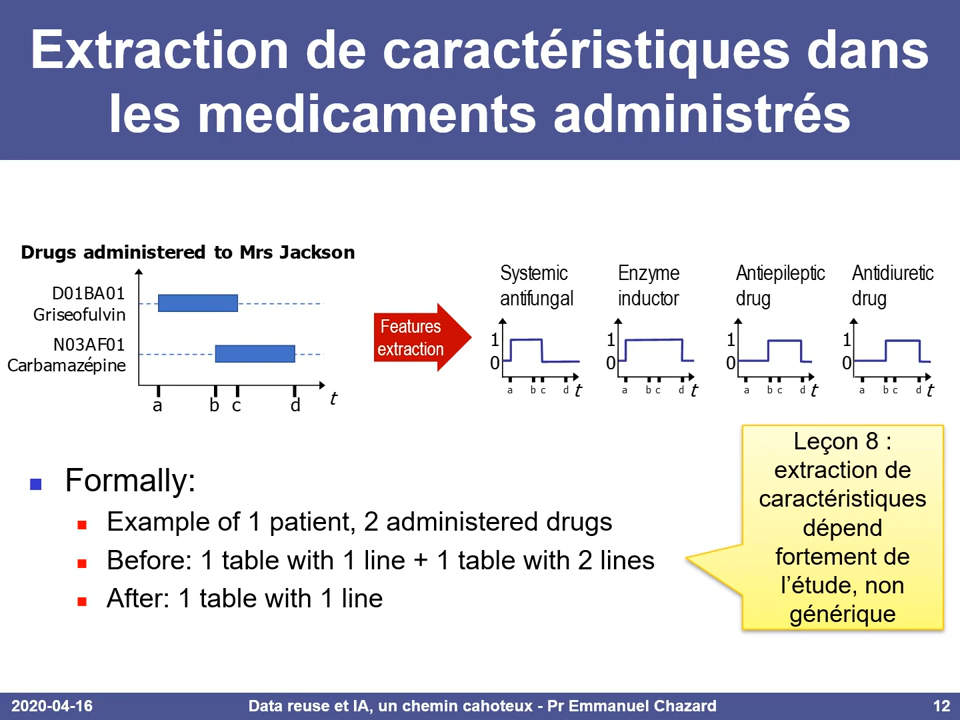 Extraction de caractéristiques dans
les medicaments administrés
Drugs administered to Mrs Jackson
D01BA01
Griseofulvin
N03AF01
Carbamazépine
a b c d t
Features
extraction
Systemic
antifungal
1
0
a b c d t
Enzyme
inductor
1
0
a b c d t
Antiepileptic
drug
1
0
a b c d t
Antidiuretic
drug
1
0
a b c d t
Formally:
Example of 1 patient, 2 administered drugs
Before: 1 table with 1 line + 1 table with 2 lines
After: 1 table with 1 line
Leçon 8 :
extraction de
caractéristiques
dépend
fortement de
l’étude, non
générique
2020-04-16 Data reuse et IA, un chemin cahoteux - Pr Emmanuel Chazard 12